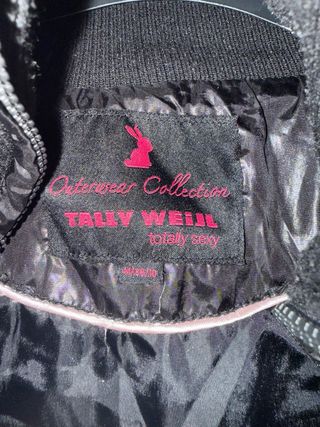 Outerwear Collection
TALLY WEiJL
totally sexy